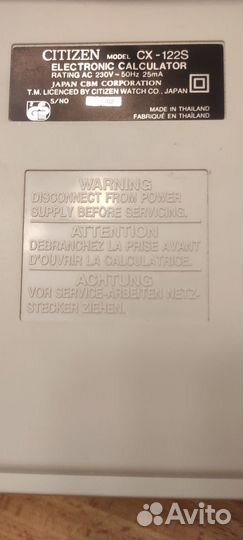 CITIZEN MODEL CX-122S
ELECTRONIC CALCULATOR
RATING AC 230V ~ 50Hz 25mA
JAPAN CBM CORPORATION
T.M. LICENCED BY CITIZEN WATCH CO., JAPAN
S/NO
MADE IN THAILAND
FABRIQUÉ EN THAILAND
WARNING
DISCONNECT FROM POWER
SUPPLY BEFORE SERVICING.
ATTENTION
DEBRANCHEZ LA PRISE AVANT
D'OUVRIR LA CALCULATRICE.
ACHTUNG
VOR SERVICE-ARBEITEN NETZ-
STECKER ZIEHEN.
Avito